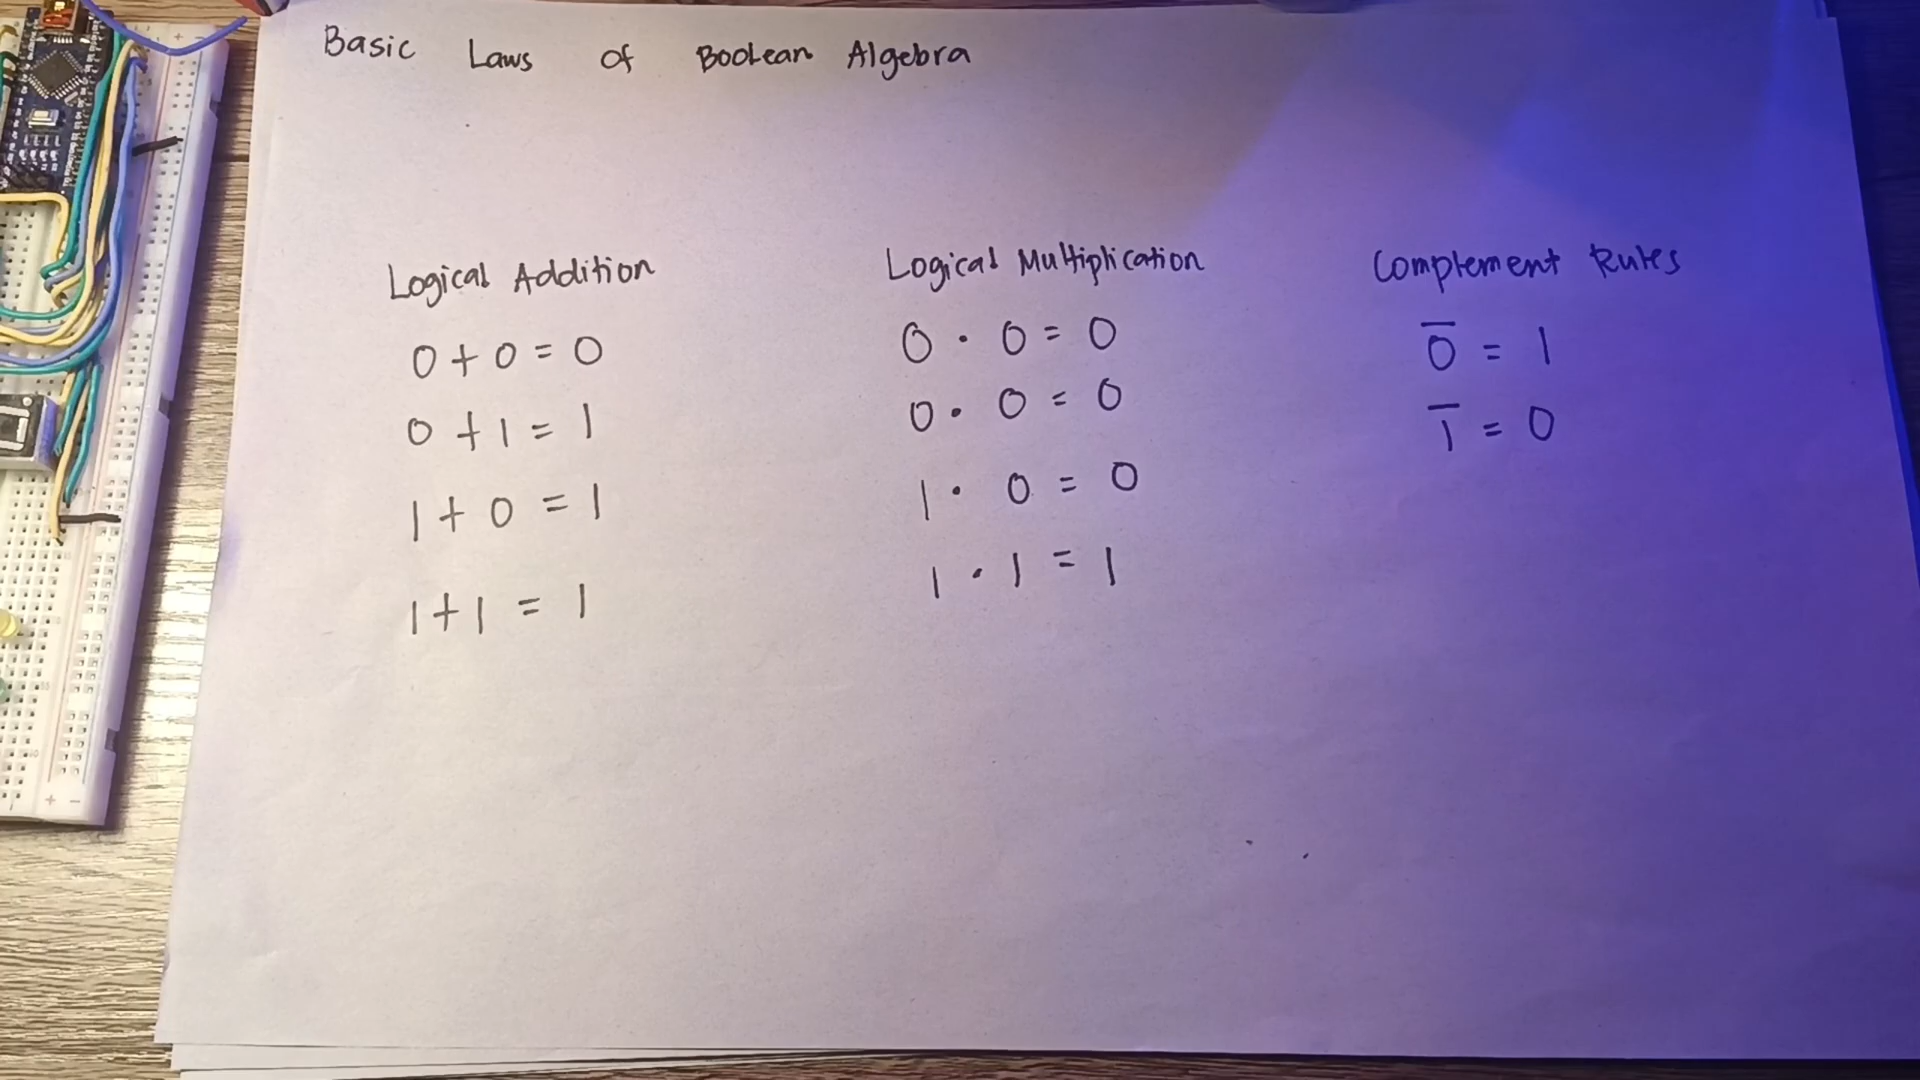 Basic Laws of Boolean Algebra
Logical Addition
0 + 0 = 0
0 + 1 = 1
1 + 0 = 1
1 + 1 = 1
Logical Multiplication
0 · 0 = 0
0 · 0 = 0
1 · 0 = 0
1 · 1 = 1
Complement Rules
0̅ = 1
1̅ = 0